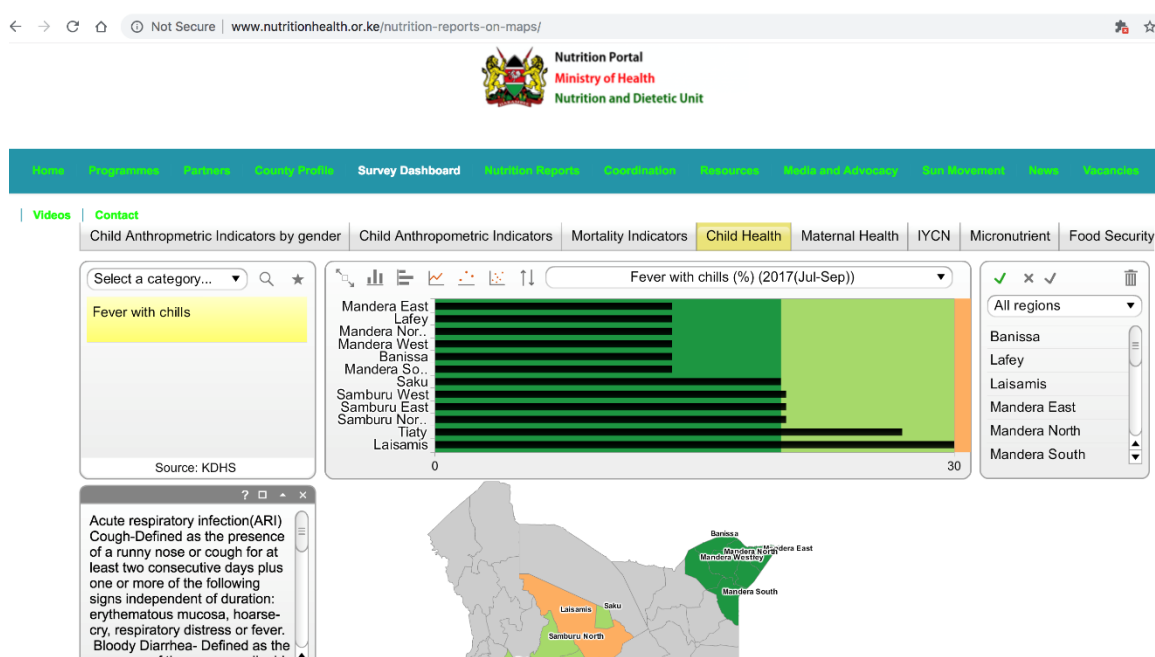 Not Secure | www.nutritionhealth.or.ke/nutrition-reports-on-maps/
Nutrition Portal
Ministry of Health
Nutrition and Dietetic Unit
Home Programmes Partners County Profile Survey Dashboard Nutrition Reports Coordination Resources Media and Advocacy Sun Movement News Vacancies
| Videos | Contact
Child Anthropmetric Indicators by gender Child Anthropometric Indicators Mortality Indicators Child Health Maternal Health IYCN Micronutrient Food Security
Select a category...
Fever with chills
Source: KDHS
Fever with chills (%) (2017(Jul-Sep))
Mandera East
Lafey
Mandera Nor..
Mandera West
Banissa
Mandera So..
Saku
Samburu West
Samburu East
Samburu Nor..
Tiaty
Laisamis
0 30
All regions
Banissa
Lafey
Laisamis
Mandera East
Mandera North
Mandera South
Acute respiratory infection(ARI)
Cough-Defined as the presence
of a runny nose or cough for at
least two consecutive days plus
one or more of the following
signs independent of duration:
erythematous mucosa, hoarse-
cry, respiratory distress or fever.
Bloody Diarrhea- Defined as the
Banissa
Mandera North
Mandera South
Laisamis
Saku
Samburu North